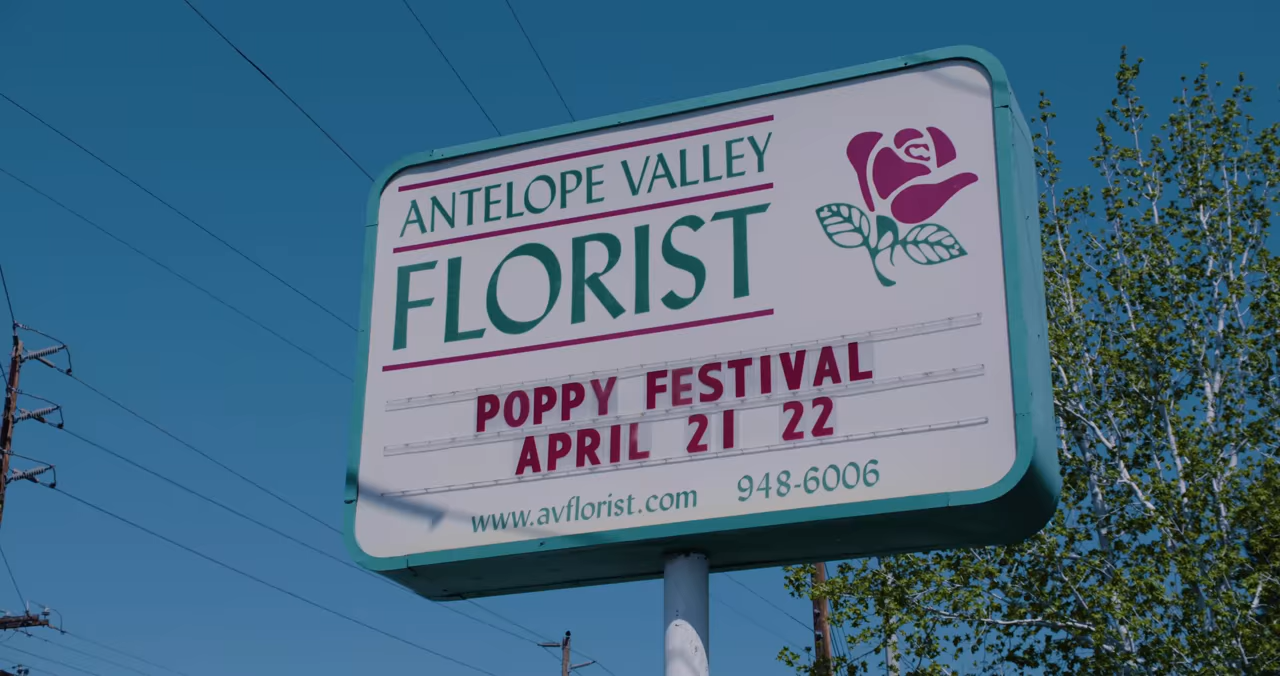 ANTELOPE VALLEY
FLORIST
POPPY FESTIVAL
APRIL 21 22
www.avflorist.com 948-6006